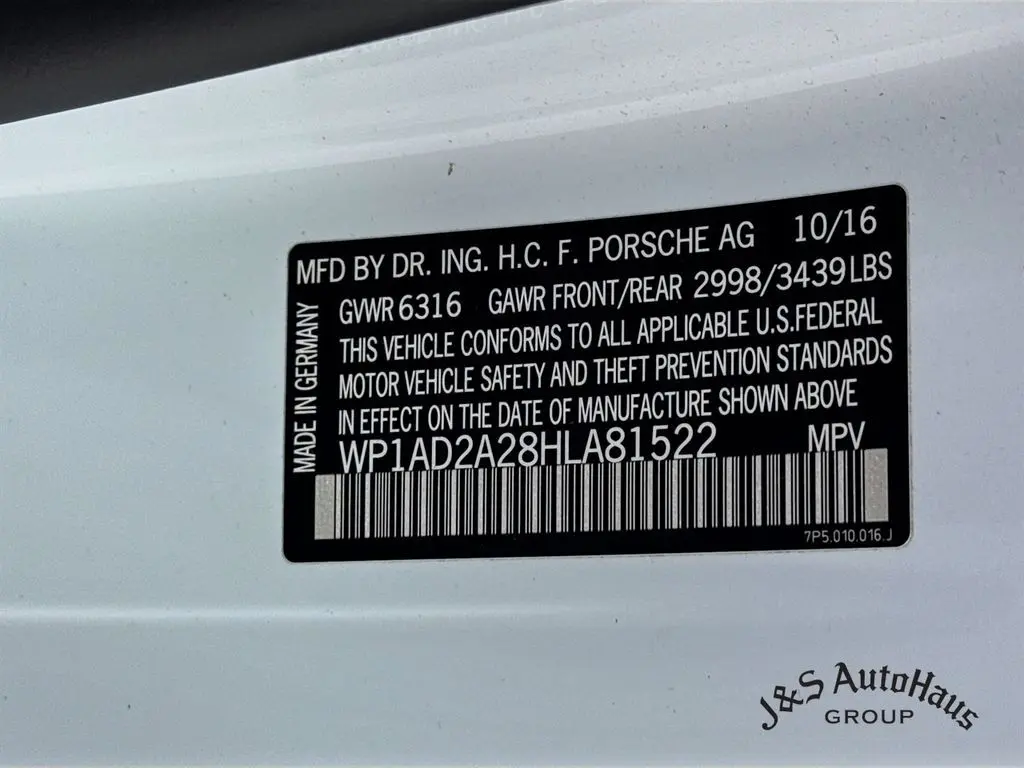 MFD BY DR. ING. H.C. F. PORSCHE AG 10/16
GVWR 6316 GAWR FRONT/REAR 2998/3439 LBS
THIS VEHICLE CONFORMS TO ALL APPLICABLE U.S.FEDERAL
MOTOR VEHICLE SAFETY AND THEFT PREVENTION STANDARDS
IN EFFECT ON THE DATE OF MANUFACTURE SHOWN ABOVE
WP1AD2A28HLA81522 MPV
MADE IN GERMANY
7P5.010.016.J
J&S AutoHaus
GROUP